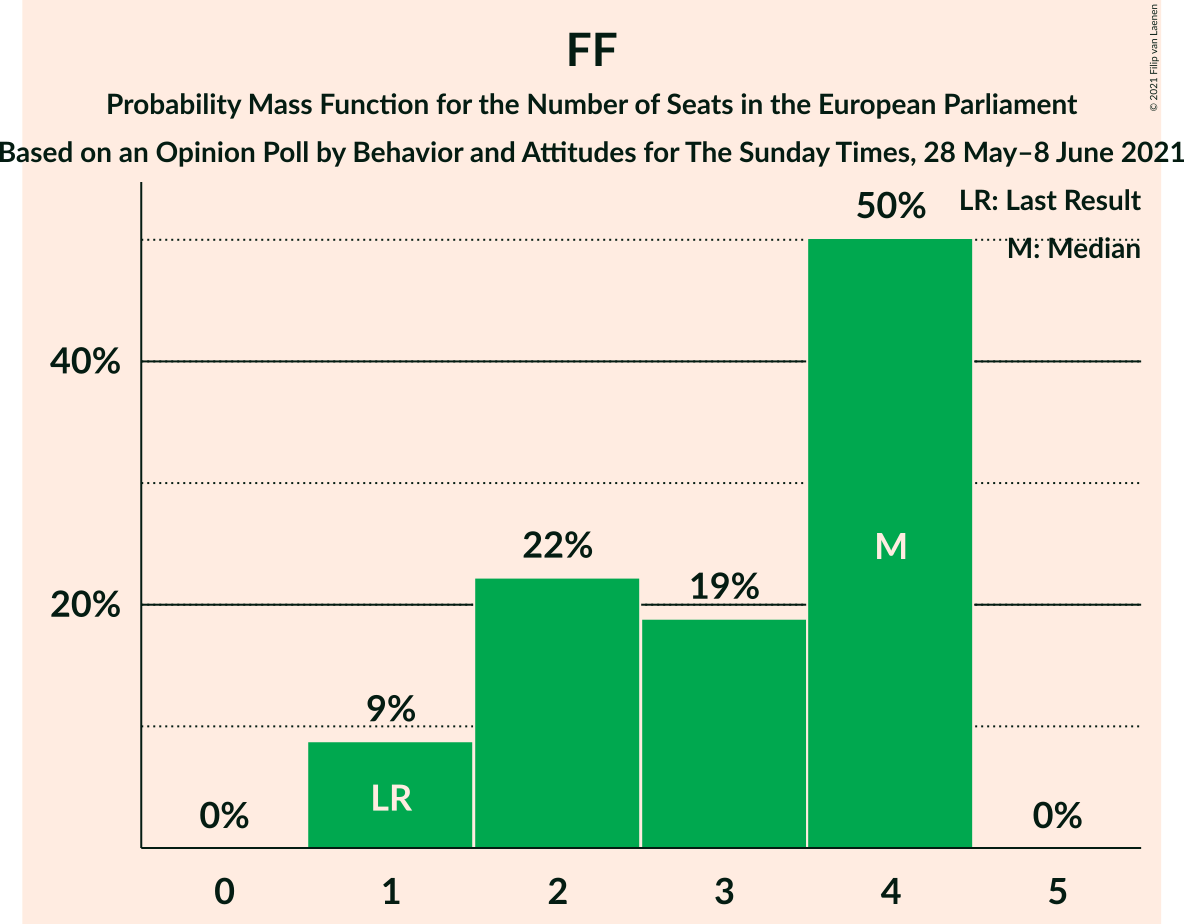 FF
Probability Mass Function for the Number of Seats in the European Parliament
Based on an Opinion Poll by Behavior and Attitudes for The Sunday Times, 28 May–8 June 2021
© 2021 Filip van Laenen
LR: Last Result
M: Median
50%
40%
M
22%
19%
20%
9%
LR
0%
0%
0 1 2 3 4 5